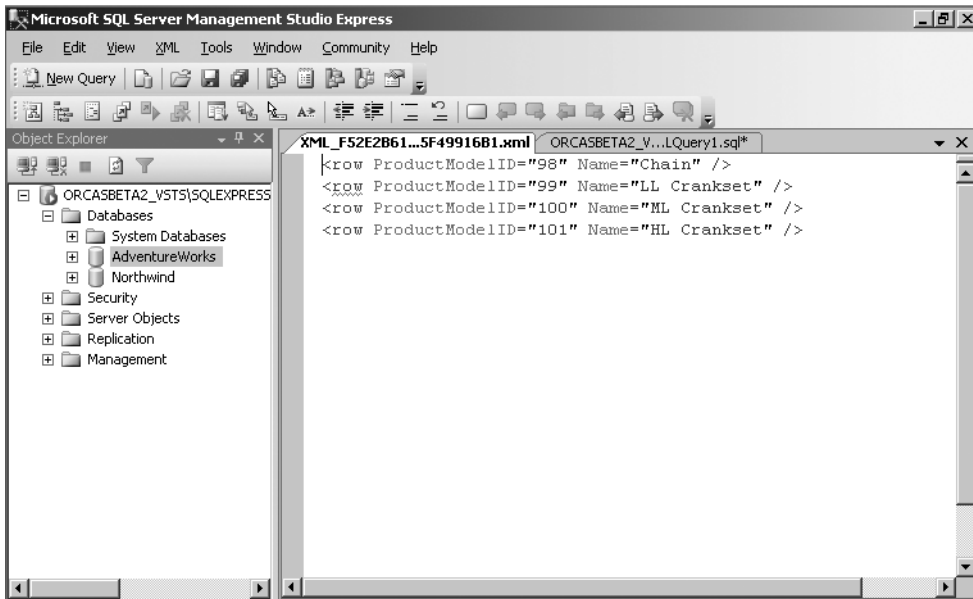 Microsoft SQL Server Management Studio Express
File Edit View XML Tools Window Community Help
New Query
Object Explorer
XML_F52E2B61...5F49916B1.xml ORCASBETA2_V...LQuery1.sql*
ORCASBETA2_VSTS\SQLEXPRESS
Databases
System Databases
AdventureWorks
Northwind
Security
Server Objects
Replication
Management
<row ProductModelID="98" Name="Chain" />
<row ProductModelID="99" Name="LL Crankset" />
<row ProductModelID="100" Name="ML Crankset" />
<row ProductModelID="101" Name="HL Crankset" />